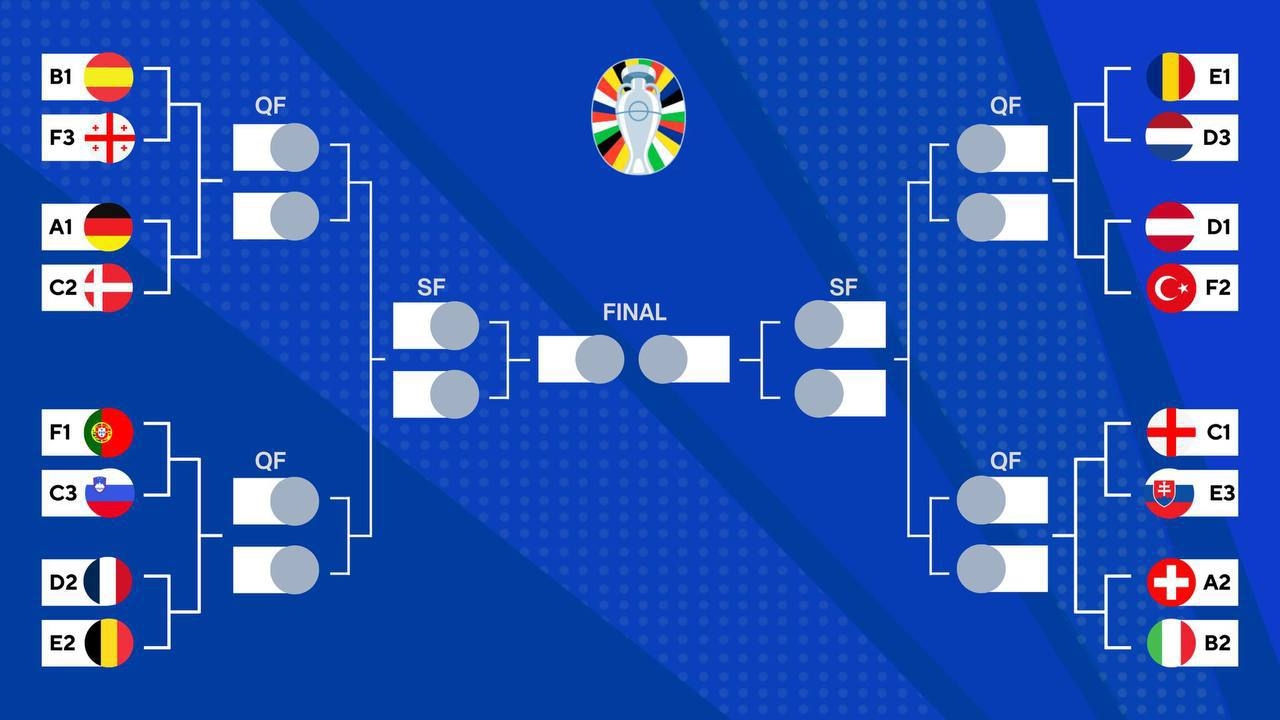 B1
F3
A1
C2
F1
C3
D2
E2
QF
QF
SF
FINAL
SF
QF
QF
E1
D3
D1
F2
C1
E3
A2
B2